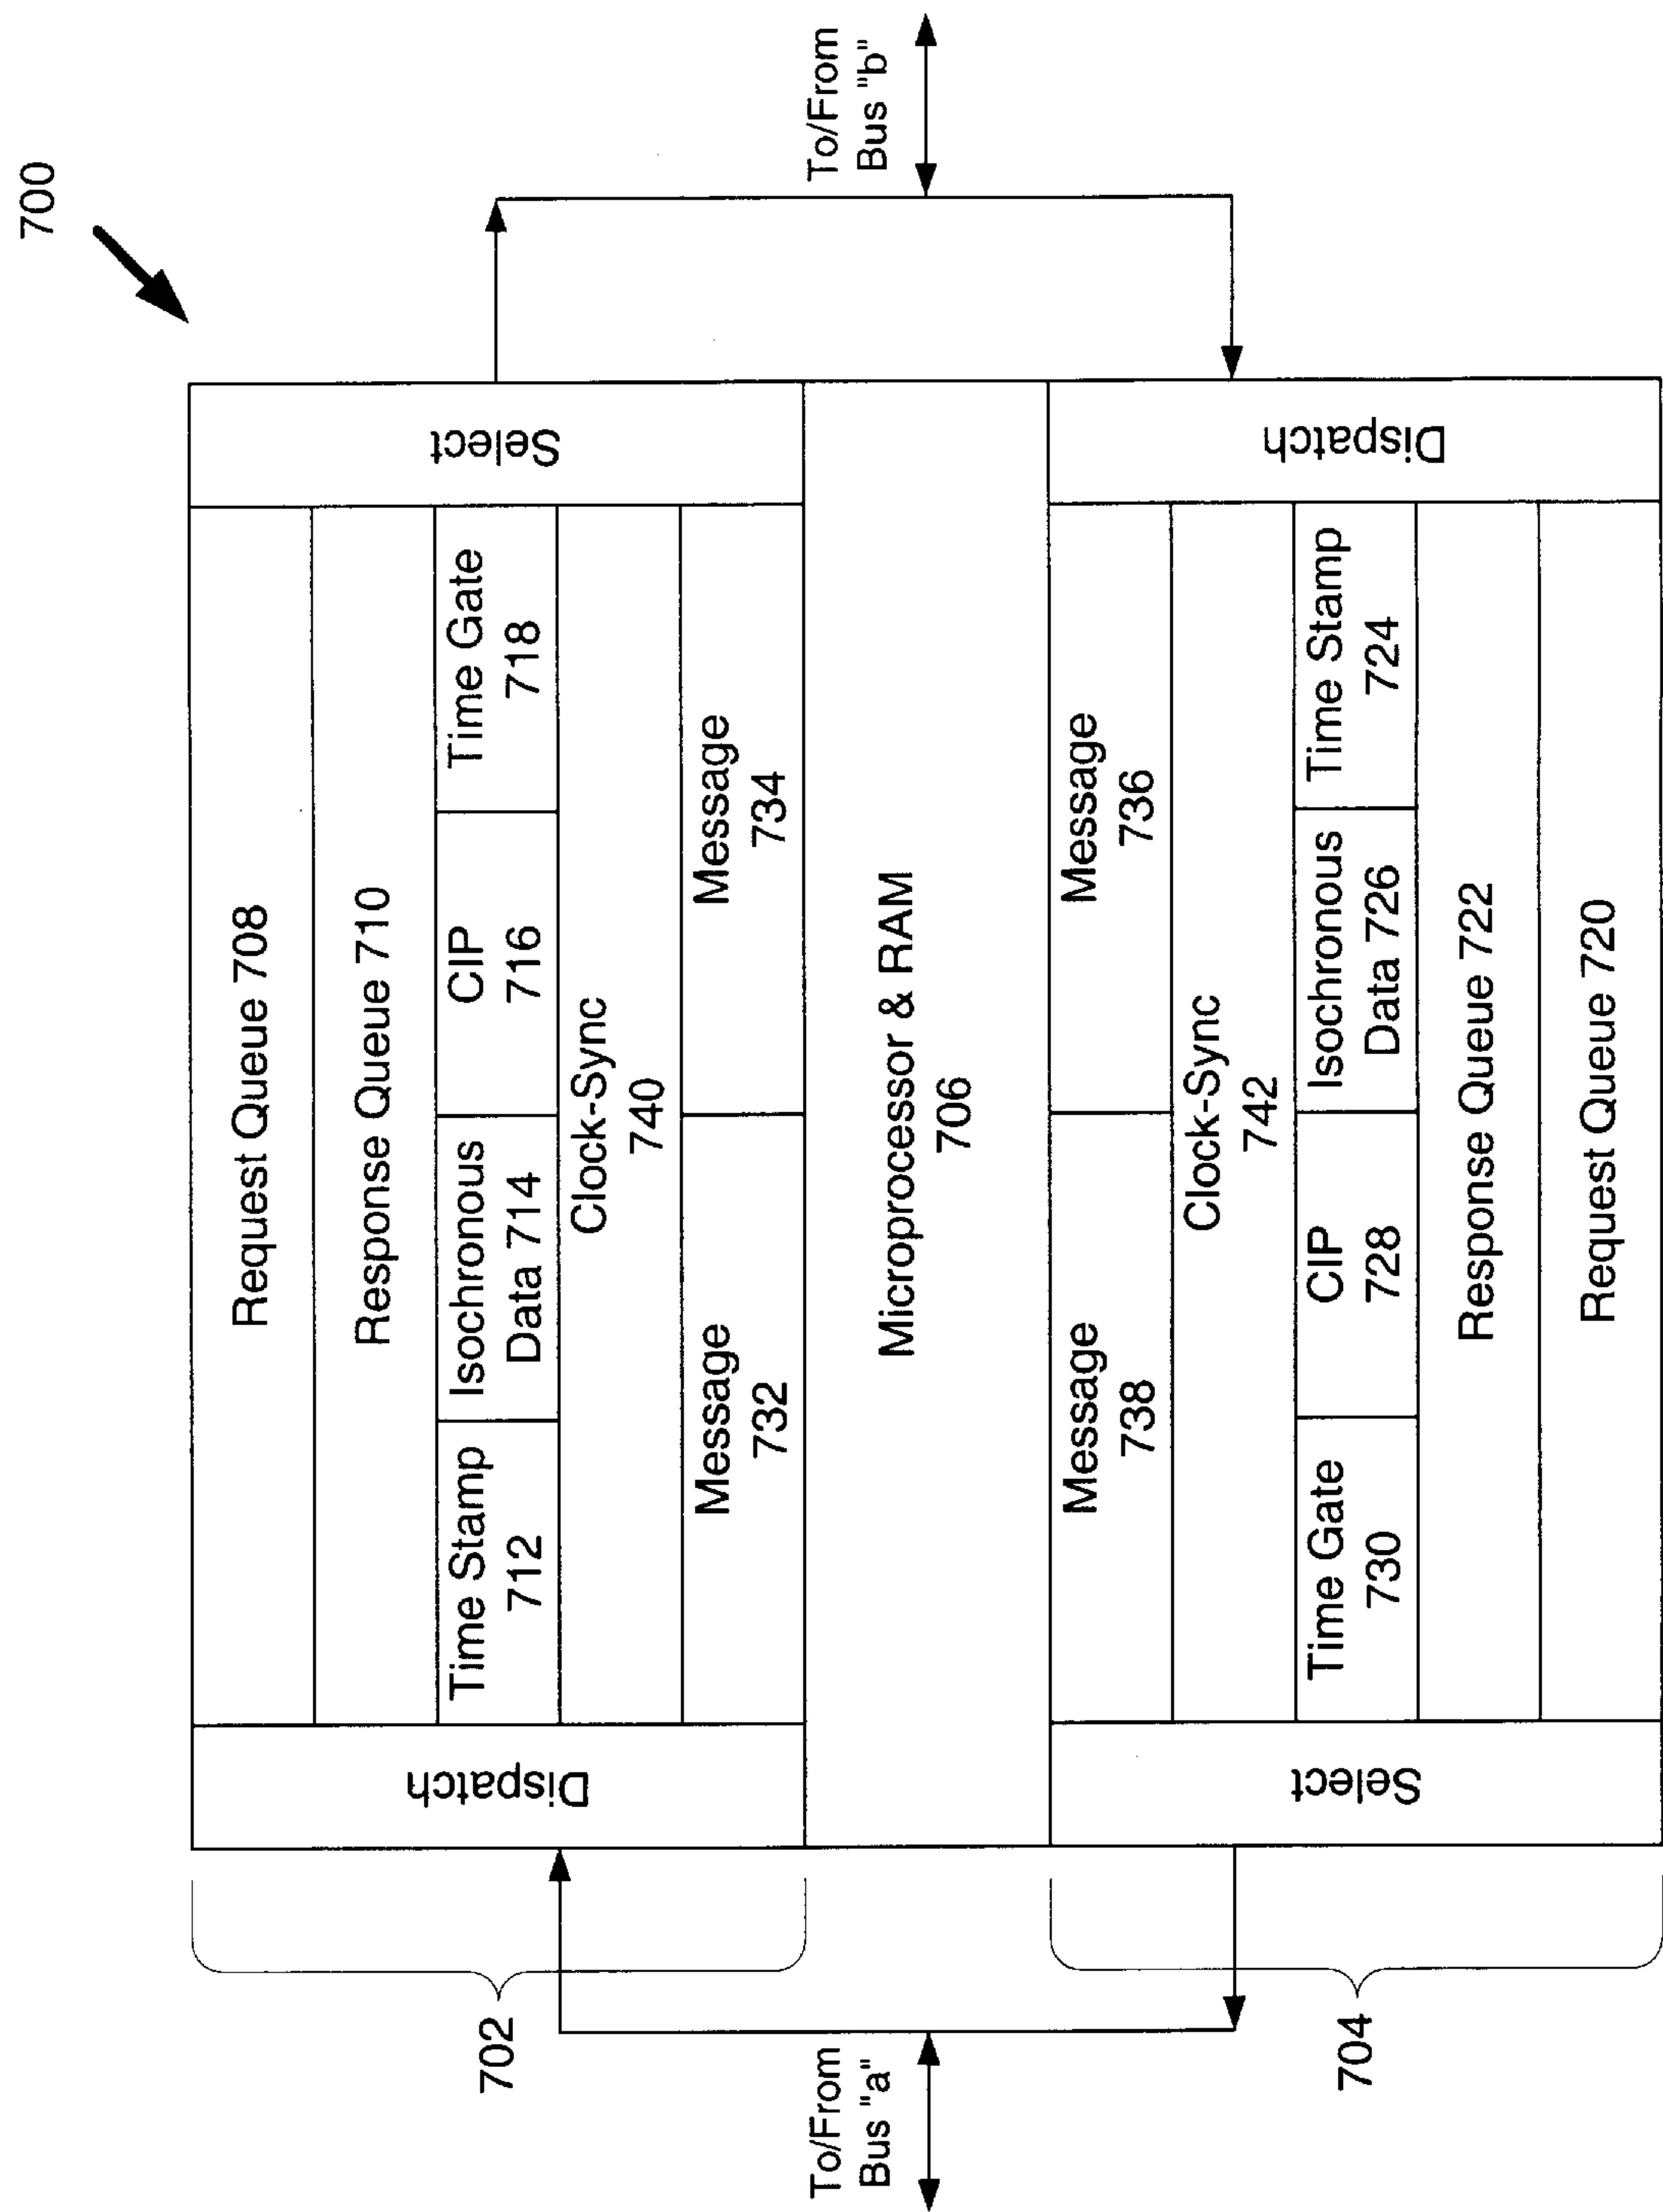 700
To/From
Bus "a"
To/From
Bus "b"
702
704
Dispatch
Request Queue 708
Response Queue 710
Time Stamp
712
Isochronous
Data 714
CIP
716
Time Gate
718
Clock-Sync
740
Message
732
Message
734
Select
Microprocessor & RAM
706
Select
Message
738
Message
736
Clock-Sync
742
Time Gate
730
CIP
728
Isochronous
Data 726
Time Stamp
724
Response Queue 722
Request Queue 720
Dispatch